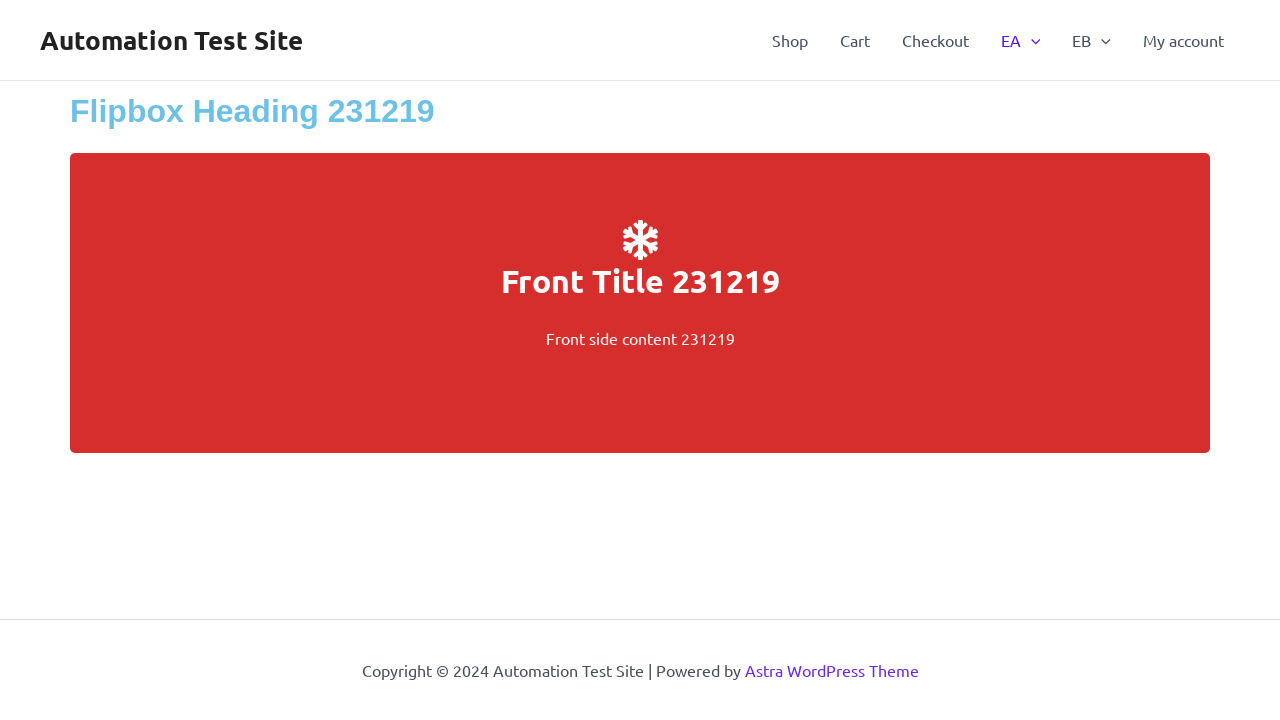 Automation Test Site
Shop Cart Checkout EA EB My account
Flipbox Heading 231219
Front Title 231219
Front side content 231219
Copyright © 2024 Automation Test Site | Powered by Astra WordPress Theme